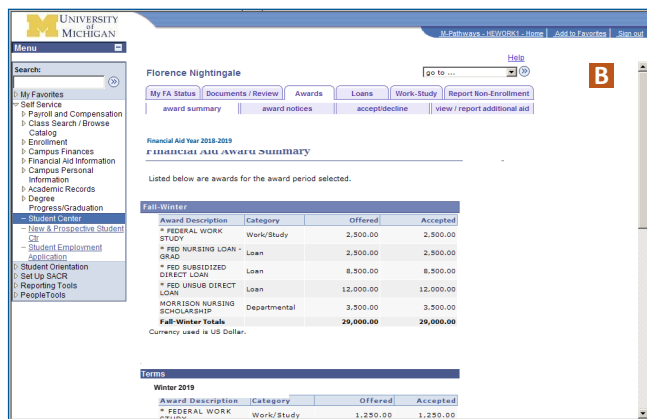 UNIVERSITY
OF
MICHIGAN
M-Pathways - HEWORK1 - Home | Add to Favorites | Sign out
Menu
Help
Search:
Florence Nightingale
go to ...
B
My FA Status Documents / Review Awards Loans Work-Study Report Non-Enrollment
award summary award notices accept/decline view / report additional aid
My Favorites
Self Service
Payroll and Compensation
Class Search / Browse
Catalog
Enrollment
Campus Finances
Financial Aid Information
Campus Personal
Information
Academic Records
Degree
Progress/Graduation
– Student Center
– New & Prospective Student
Ctr
– Student Employment
Application
Student Orientation
Set Up SACR
Reporting Tools
PeopleTools
Financial Aid Year 2018-2019
Financial Aid Award Summary
Listed below are awards for the award period selected.
Fall-Winter
Award Description Category Offered Accepted
* FEDERAL WORK
STUDY Work/Study 2,500.00 2,500.00
* FED NURSING LOAN -
GRAD Loan 2,500.00 2,500.00
* FED SUBSIDIZED
DIRECT LOAN Loan 8,500.00 8,500.00
* FED UNSUB DIRECT
LOAN Loan 12,000.00 12,000.00
MORRISON NURSING
SCHOLARSHIP Departmental 3,500.00 3,500.00
Fall-Winter Totals 29,000.00 29,000.00
Currency used is US Dollar.
Terms
Winter 2019
Award Description Category Offered Accepted
* FEDERAL WORK
STUDY Work/Study 1,250.00 1,250.00